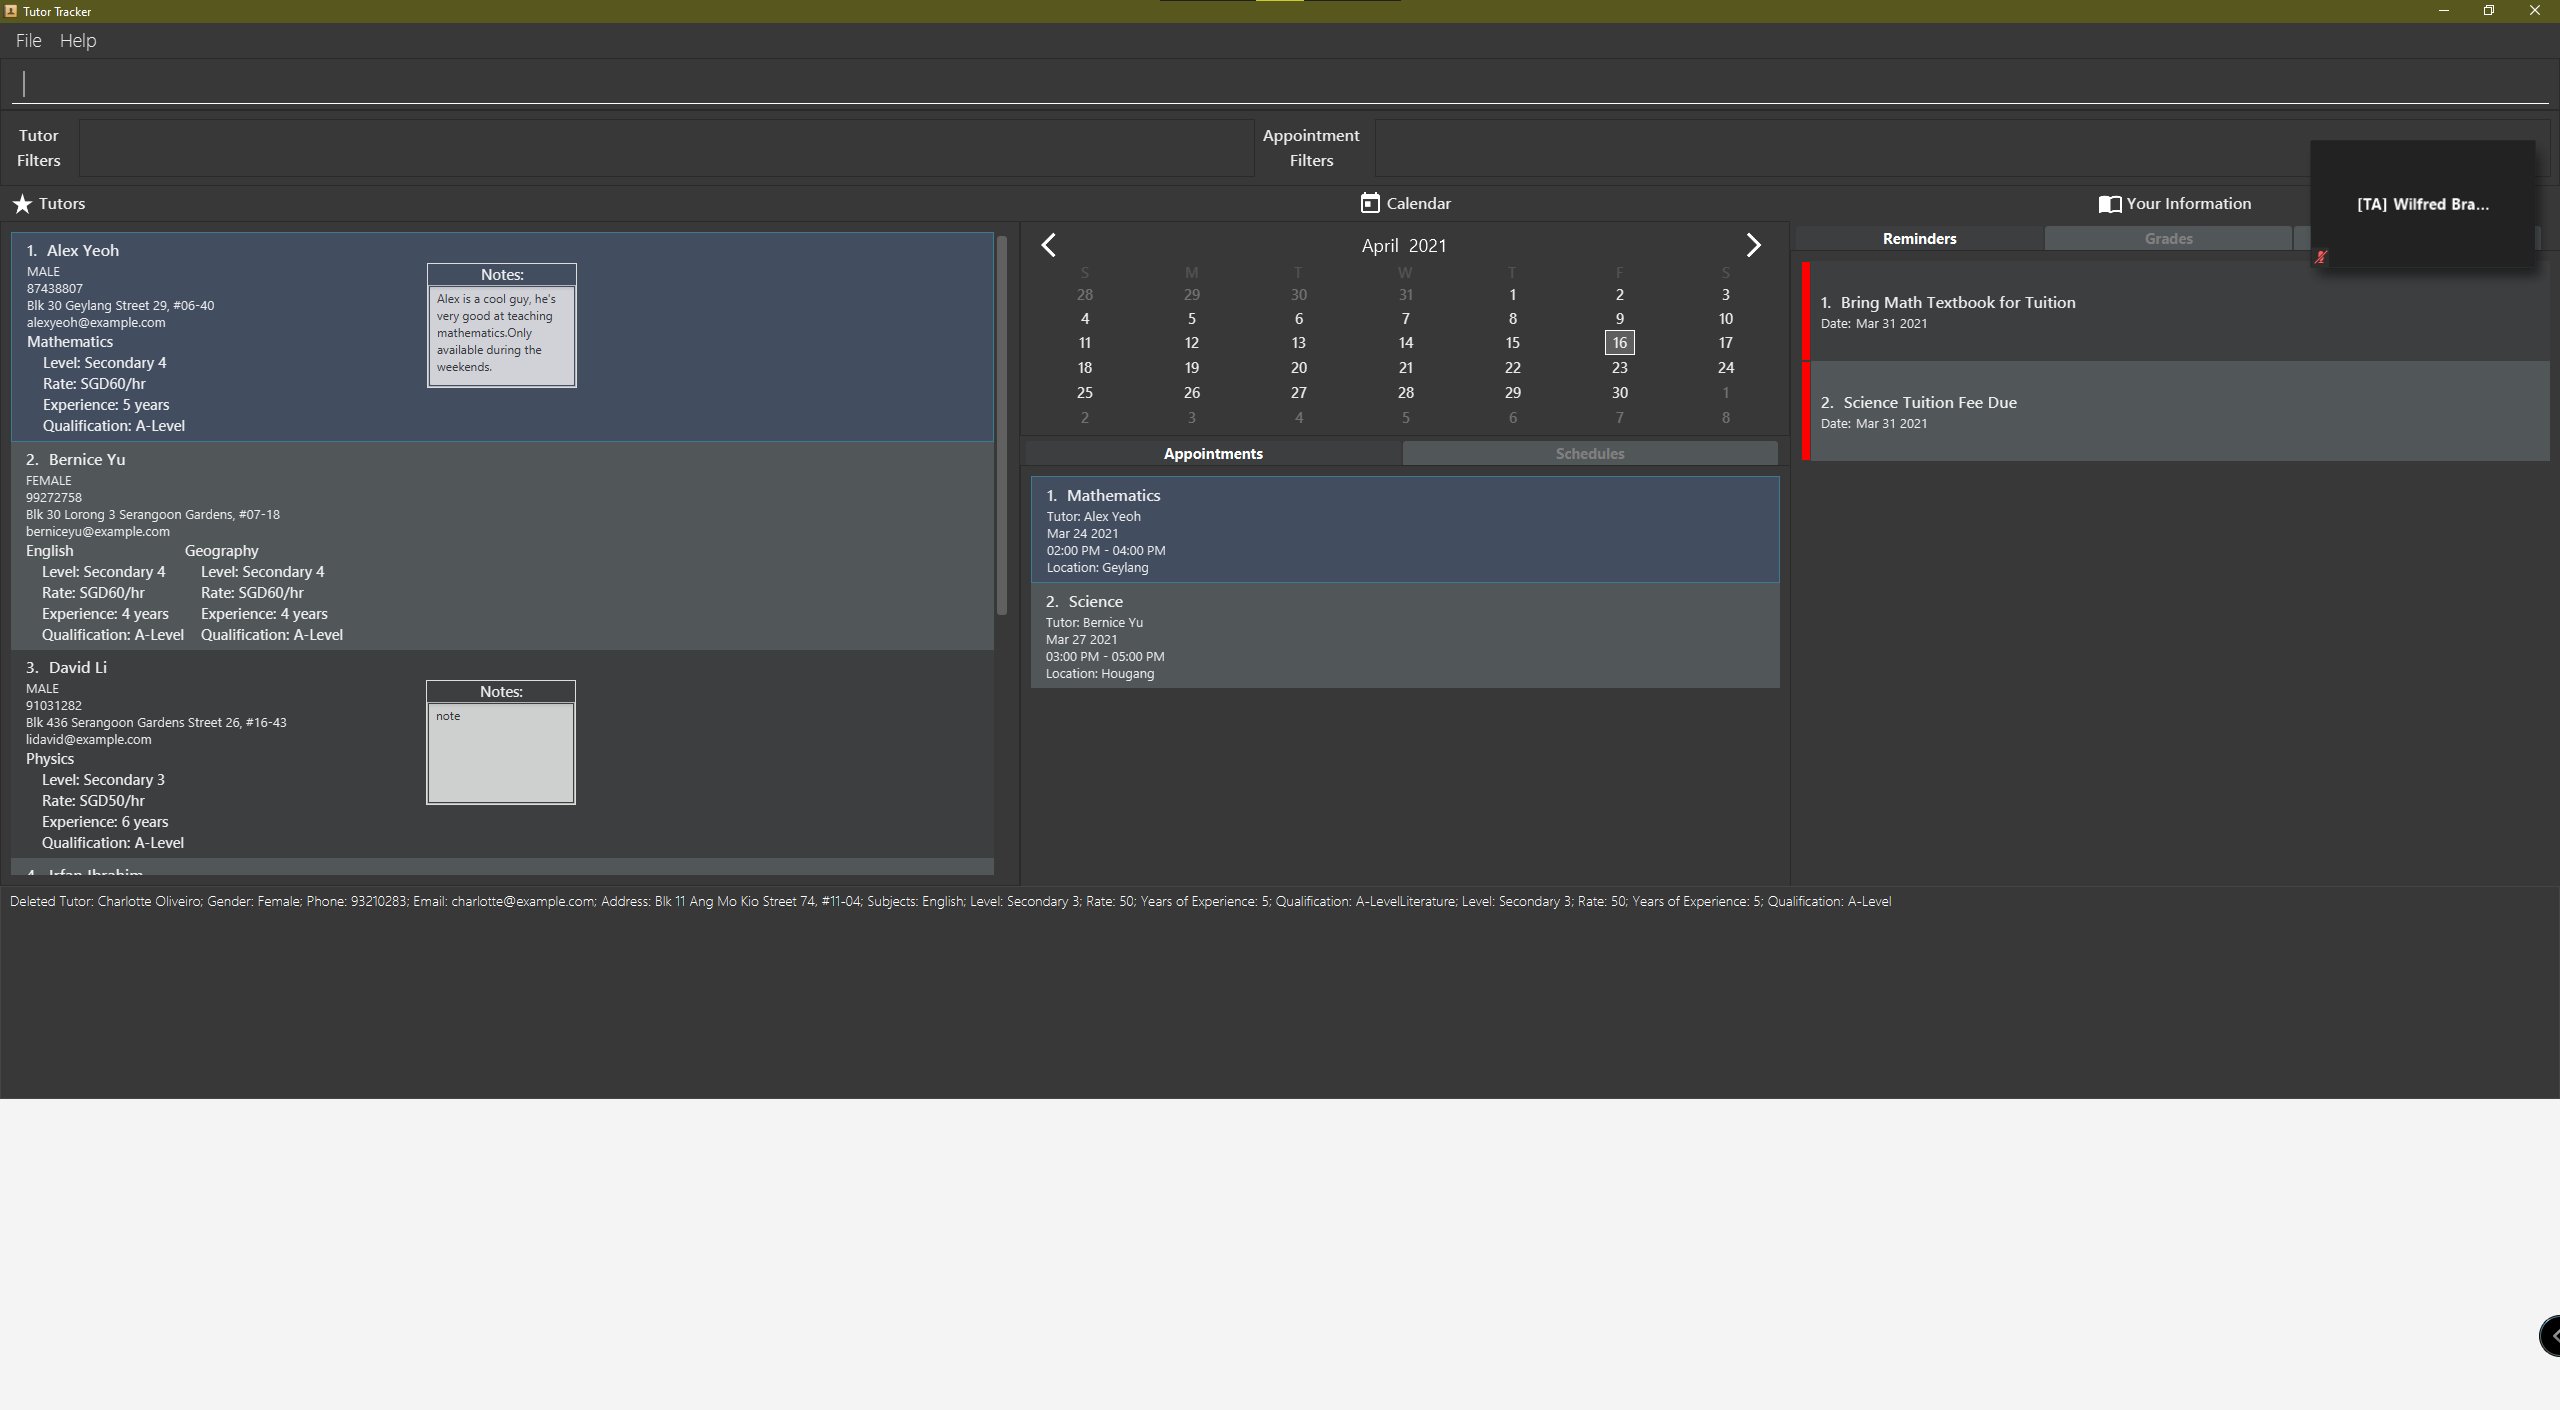 Tutor Tracker
File Help
Tutor
Filters
Appointment
Filters
Tutors
Calendar
Your Information
[TA] Wilfred Bra...
1. Alex Yeoh
MALE
87438807
Blk 30 Geylang Street 29, #06-40
alexyeoh@example.com
Mathematics
Level: Secondary 4
Rate: SGD60/hr
Experience: 5 years
Qualification: A-Level
Notes:
Alex is a cool guy, he's
very good at teaching
mathematics.Only
available during the
weekends.
2. Bernice Yu
FEMALE
99272758
Blk 30 Lorong 3 Serangoon Gardens, #07-18
berniceyu@example.com
English Geography
Level: Secondary 4 Level: Secondary 4
Rate: SGD60/hr Rate: SGD60/hr
Experience: 4 years Experience: 4 years
Qualification: A-Level Qualification: A-Level
3. David Li
MALE
91031282
Blk 436 Serangoon Gardens Street 26, #16-43
lidavid@example.com
Physics
Level: Secondary 3
Rate: SGD50/hr
Experience: 6 years
Qualification: A-Level
Notes:
note
4. Irfan Ibrahim
April 2021
S M T W T F S
28 29 30 31 1 2 3
4 5 6 7 8 9 10
11 12 13 14 15 16 17
18 19 20 21 22 23 24
25 26 27 28 29 30 1
2 3 4 5 6 7 8
Appointments Schedules
1. Mathematics
Tutor: Alex Yeoh
Mar 24 2021
02:00 PM - 04:00 PM
Location: Geylang
2. Science
Tutor: Bernice Yu
Mar 27 2021
03:00 PM - 05:00 PM
Location: Hougang
Reminders Grades
1. Bring Math Textbook for Tuition
Date: Mar 31 2021
2. Science Tuition Fee Due
Date: Mar 31 2021
Deleted Tutor: Charlotte Oliveiro; Gender: Female; Phone: 93210283; Email: charlotte@example.com; Address: Blk 11 Ang Mo Kio Street 74, #11-04; Subjects: English; Level: Secondary 3; Rate: 50; Years of Experience: 5; Qualification: A-LevelLiterature; Level: Secondary 3; Rate: 50; Years of Experience: 5; Qualification: A-Level